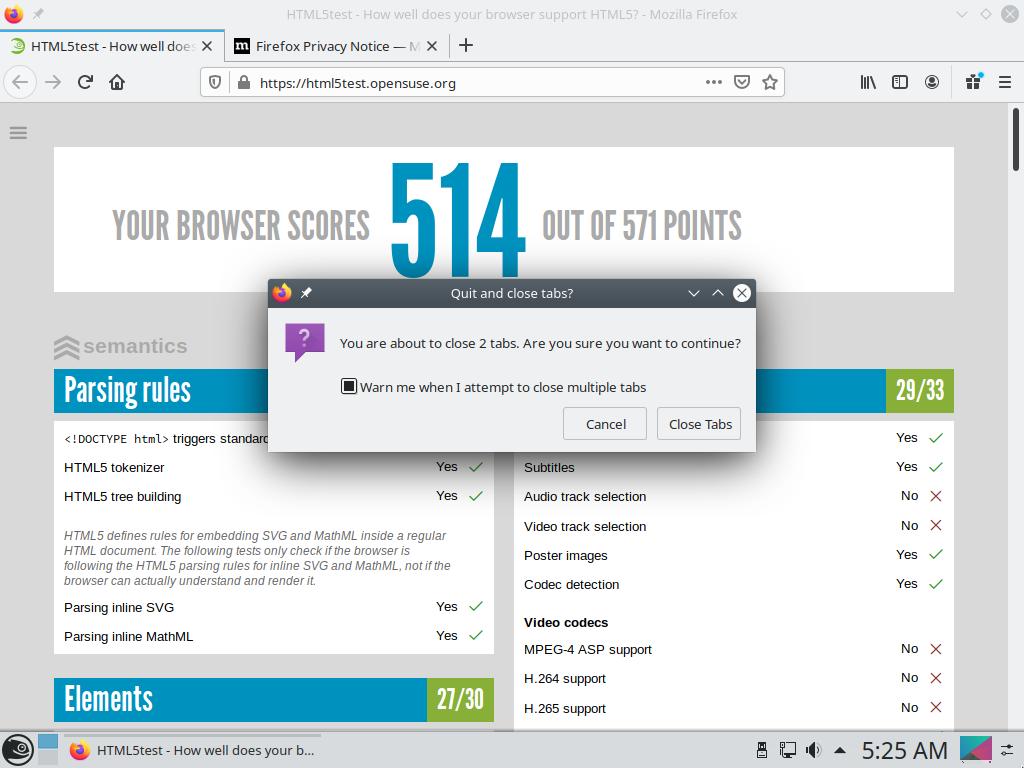 HTML5test - How well does your browser support HTML5? - Mozilla Firefox
HTML5test - How well does
Firefox Privacy Notice — M
https://html5test.opensuse.org
YOUR BROWSER SCORES 514 OUT OF 571 POINTS
semantics
Parsing rules
29/33
<!DOCTYPE html> triggers standard
Yes
HTML5 tokenizer Yes
HTML5 tree building Yes
HTML5 defines rules for embedding SVG and MathML inside a regular
HTML document. The following tests only check if the browser is
following the HTML5 parsing rules for inline SVG and MathML, not if the
browser can actually understand and render it.
Parsing inline SVG Yes
Parsing inline MathML Yes
Elements 27/30
Subtitles Yes
Audio track selection No
Video track selection No
Poster images Yes
Codec detection Yes
Video codecs
MPEG-4 ASP support No
H.264 support No
H.265 support No
Quit and close tabs?
You are about to close 2 tabs. Are you sure you want to continue?
Warn me when I attempt to close multiple tabs
Cancel
Close Tabs
HTML5test - How well does your b...
5:25 AM